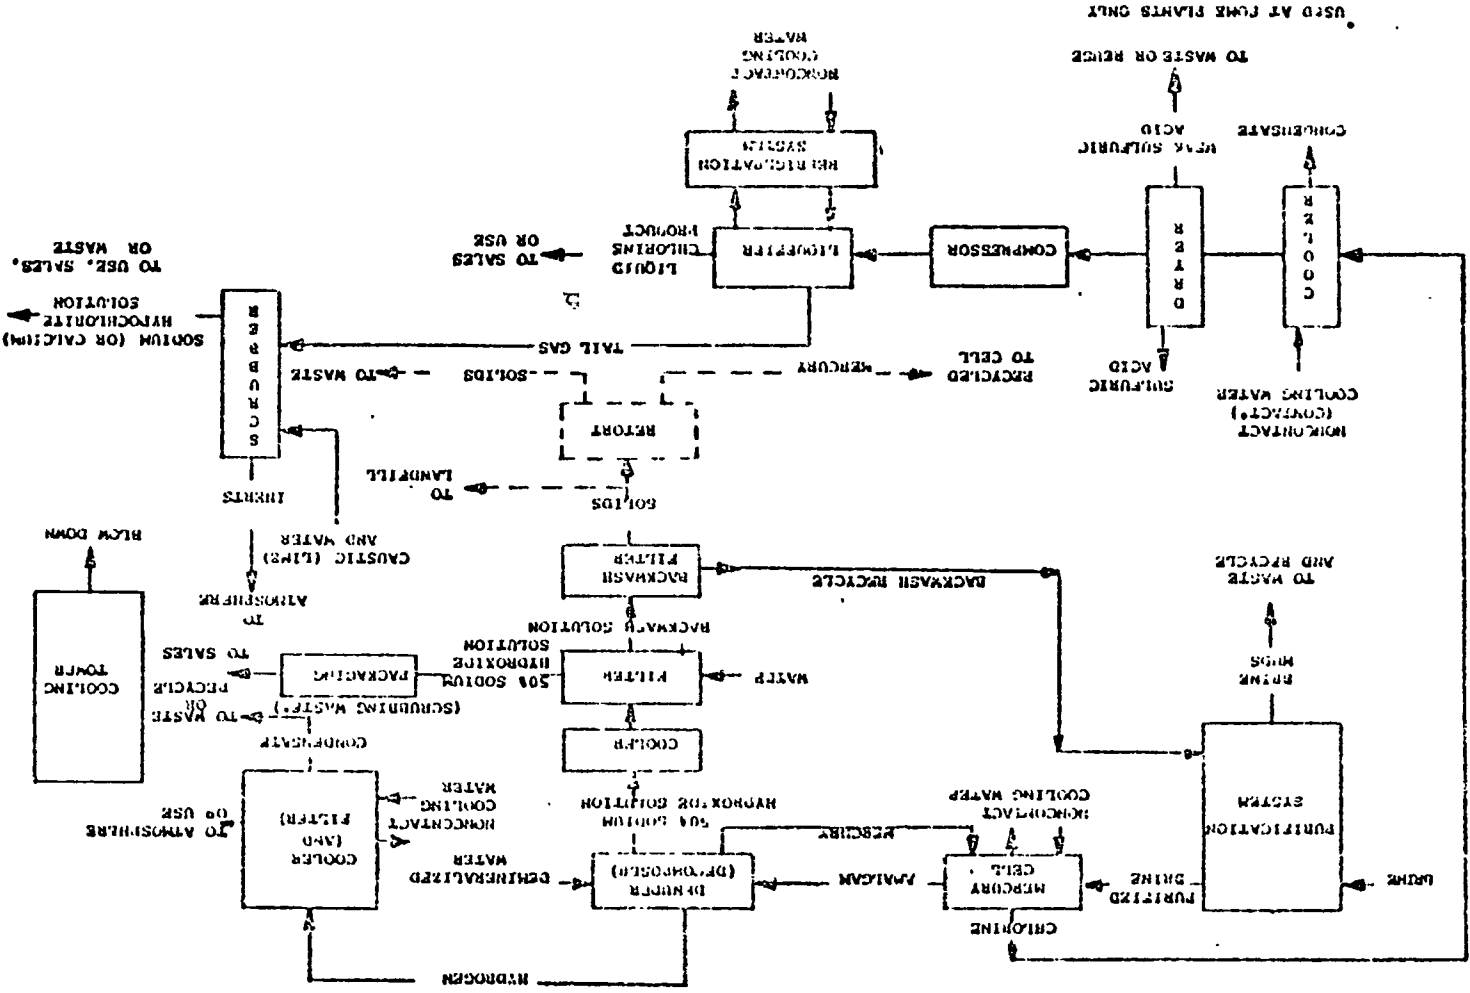 HYDROGEN
CHLORINE
BRINE
PURIFICATION
SYSTEM
PURIFIED
BRINE
MERCURY
CELL
AMALGAM
DENUDER
(DECOMPOSER)
DEMINERALIZED
WATER
COOLER
(AND
FILTER)
TO ATMOSPHERE
OR USE
NONCONTACT
COOLING WATER
MERCURY
50% SODIUM
HYDROXIDE SOLUTION
NONCONTACT
COOLING
WATER
CONDENSATE
TO WASTE
OR
RECYCLE
COOLING
TOWER
BLOW DOWN
COOLER
BRINE
MUDS
TO WASTE
AND RECYCLE
WATER
FILTER
50% SODIUM
HYDROXIDE
SOLUTION
(SCRUBBING WASTE*)
PACKAGING
TO SALES
BACKWASH SOLUTION
BACKWASH RECYCLE
BACKWASH
FILTER
SOLIDS
TO
LANDFILL
TO
ATMOSPHERE
CAUSTIC (LIME)
AND WATER
INERTS
RETORT
MERCURY
RECYCLED
TO CELL
SOLIDS
TO WASTE
SCRUBBER
SODIUM (OR CALCIUM)
HYPOCHLORITE
SOLUTION
TO USE, SALES,
OR WASTE
TAIL GAS
NONCONTACT
(CONTACT*)
COOLING WATER
SULFURIC
ACID
COOLER
DRYER
COMPRESSOR
LIQUEFIER
LIQUID
CHLORINE
PRODUCT
TO SALES
OR USE
CONDENSATE
WEAK SULFURIC
ACID
TO WASTE OR REUSE
REFRIGERATION
SYSTEM
NONCONTACT
COOLING
WATER
* USED AT SOME PLANTS ONLY